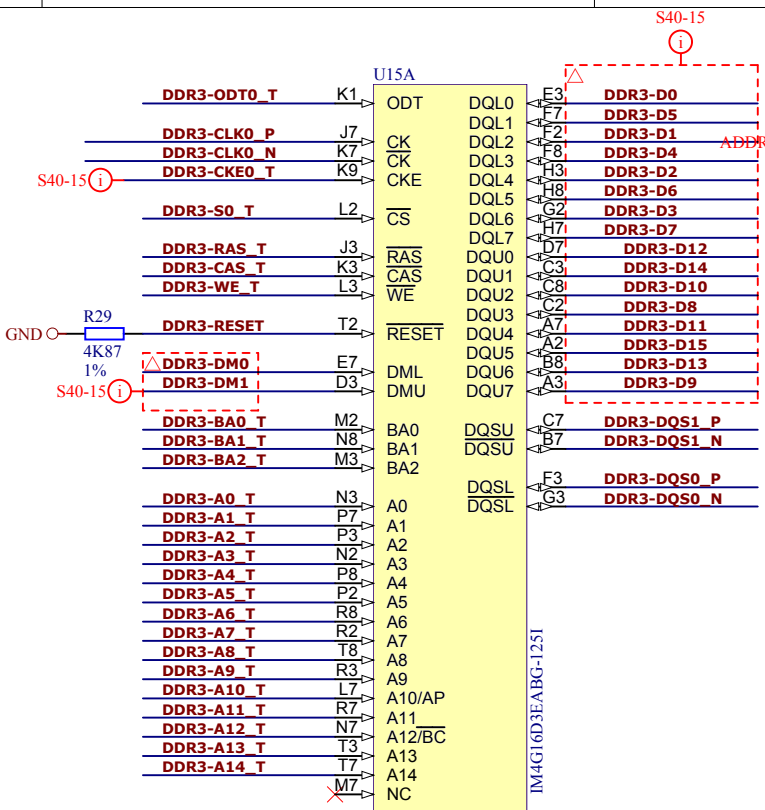 S40-15
i
U15A
DDR3-ODT0_T K1 ODT DQL0 E3 DDR3-D0
DQL1 F7 DDR3-D5
DDR3-CLK0_P J7 CK DQL2 F2 DDR3-D1 ADDR
DDR3-CLK0_N K7 CK DQL3 F8 DDR3-D4
S40-15 i DDR3-CKE0_T K9 CKE DQL4 H3 DDR3-D2
DQL5 H8 DDR3-D6
DDR3-S0_T L2 CS DQL6 G2 DDR3-D3
DQL7 H7 DDR3-D7
DDR3-RAS_T J3 RAS DQU0 D7 DDR3-D12
DDR3-CAS_T K3 CAS DQU1 C3 DDR3-D14
DDR3-WE_T L3 WE DQU2 C8 DDR3-D10
R29 DQU3 C2 DDR3-D8
GND DDR3-RESET T2 RESET DQU4 A7 DDR3-D11
4K87 DQU5 A2 DDR3-D15
1% DDR3-DM0 E7 DML DQU6 B8 DDR3-D13
S40-15 i DDR3-DM1 D3 DMU DQU7 A3 DDR3-D9
DDR3-BA0_T M2 BA0 DQSU C7 DDR3-DQS1_P
DDR3-BA1_T N8 BA1 DQSU B7 DDR3-DQS1_N
DDR3-BA2_T M3 BA2
DQSL F3 DDR3-DQS0_P
DDR3-A0_T N3 A0 DQSL G3 DDR3-DQS0_N
DDR3-A1_T P7 A1
DDR3-A2_T P3 A2
DDR3-A3_T N2 A3
DDR3-A4_T P8 A4
DDR3-A5_T P2 A5
DDR3-A6_T R8 A6
DDR3-A7_T R2 A7
DDR3-A8_T T8 A8
DDR3-A9_T R3 A9
DDR3-A10_T L7 A10/AP
DDR3-A11_T R7 A11
DDR3-A12_T N7 A12/BC
DDR3-A13_T T3 A13
DDR3-A14_T T7 A14
M7 NC
IM4G16D3EABG-125I